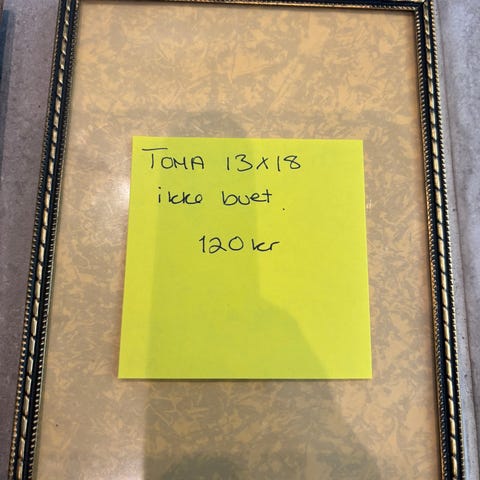 TOMA 13x18
ikke buet.
120 kr